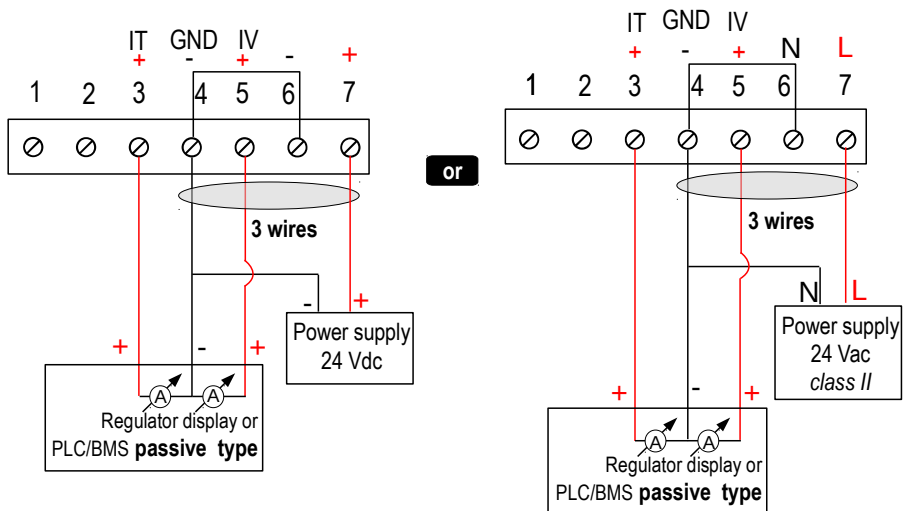 IT GND IV
+ - + - +
1 2 3 4 5 6 7
3 wires
- +
Power supply
24 Vdc
+ - +
A A
Regulator display or
PLC/BMS passive type
or
IT GND IV N L
+ - +
1 2 3 4 5 6 7
3 wires
N L
Power supply
24 Vac
class II
+ - +
A A
Regulator display or
PLC/BMS passive type